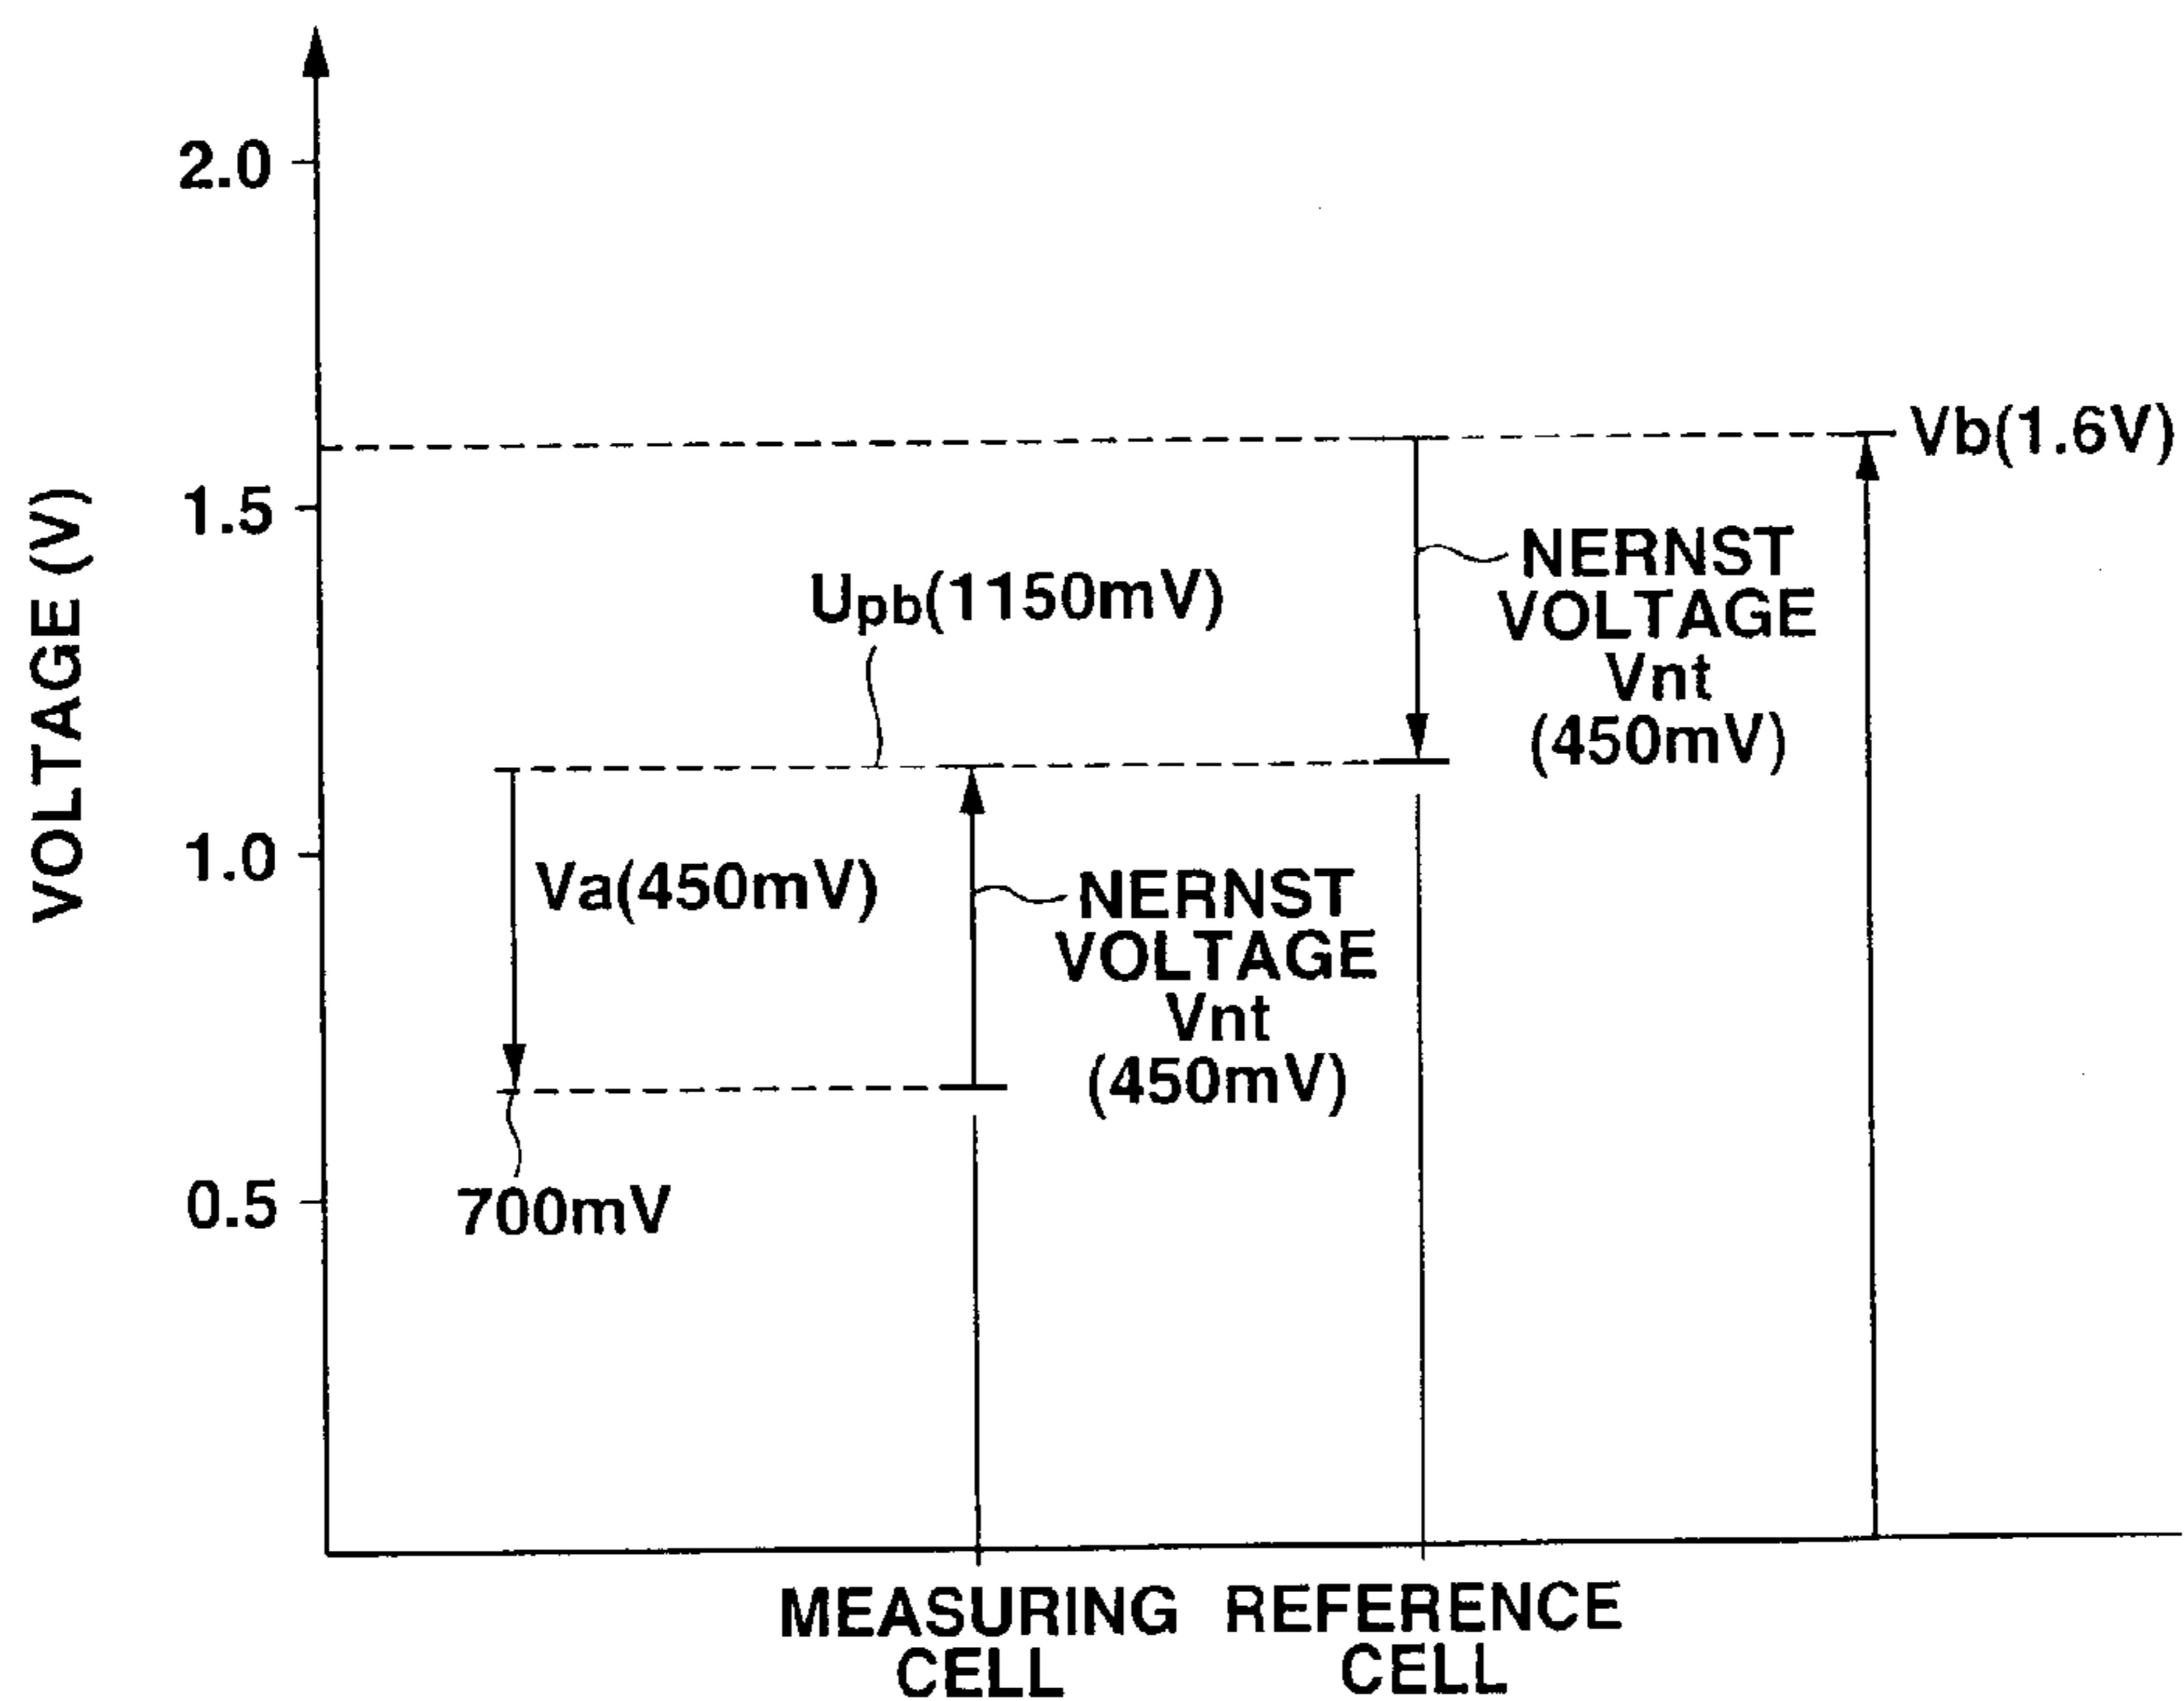 VOLTAGE (V)
2.0
1.5
1.0
0.5
Vb(1.6V)
NERNST
VOLTAGE
Vnt
(450mV)
Upb(1150mV)
Va(450mV)
NERNST
VOLTAGE
Vnt
(450mV)
700mV
MEASURING
CELL
REFERENCE
CELL